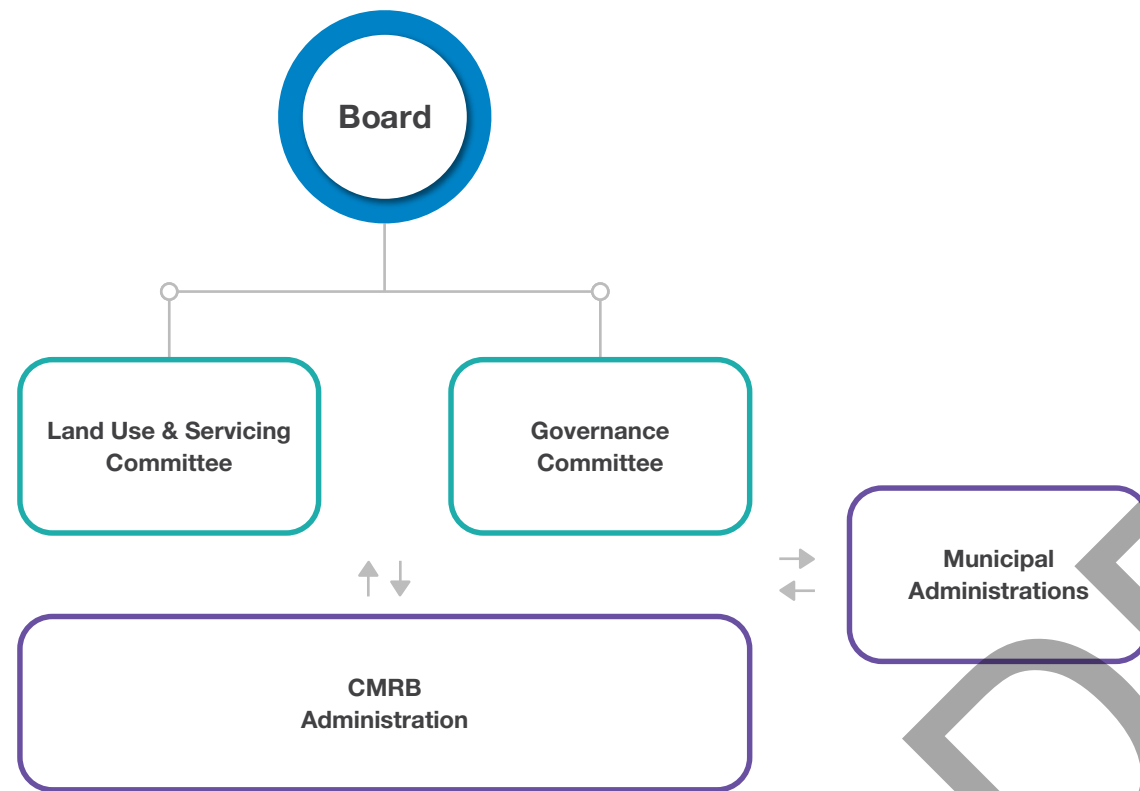 Board
Land Use & Servicing
Committee
Governance
Committee
Municipal
Administrations
CMRB
Administration